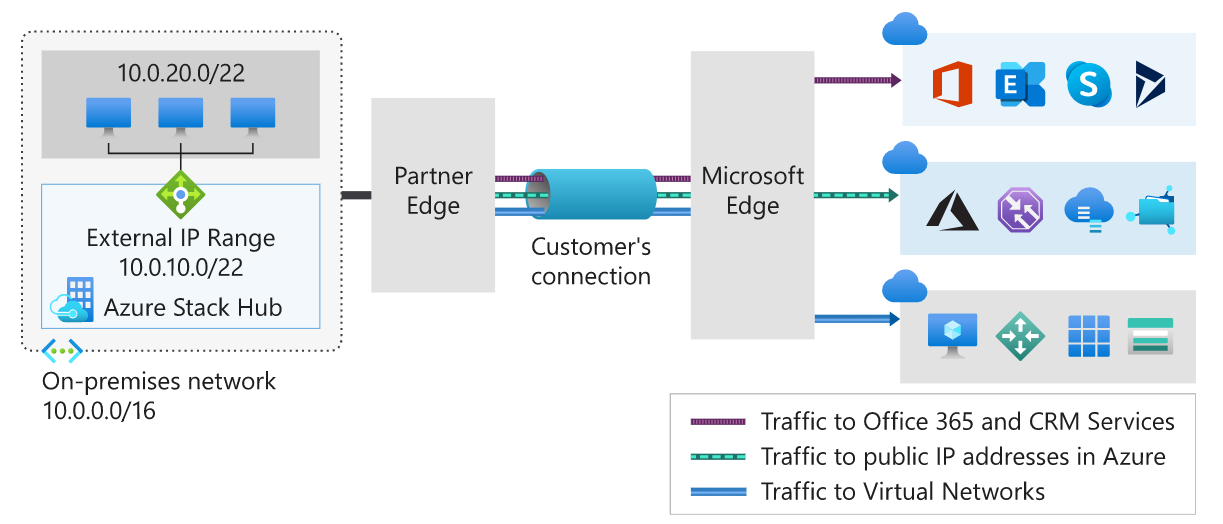 10.0.20.0/22
External IP Range
10.0.10.0/22
Azure Stack Hub
On-premises network
10.0.0.0/16
Partner
Edge
Customer's
connection
Microsoft
Edge
E
S
Traffic to Office 365 and CRM Services
Traffic to public IP addresses in Azure
Traffic to Virtual Networks